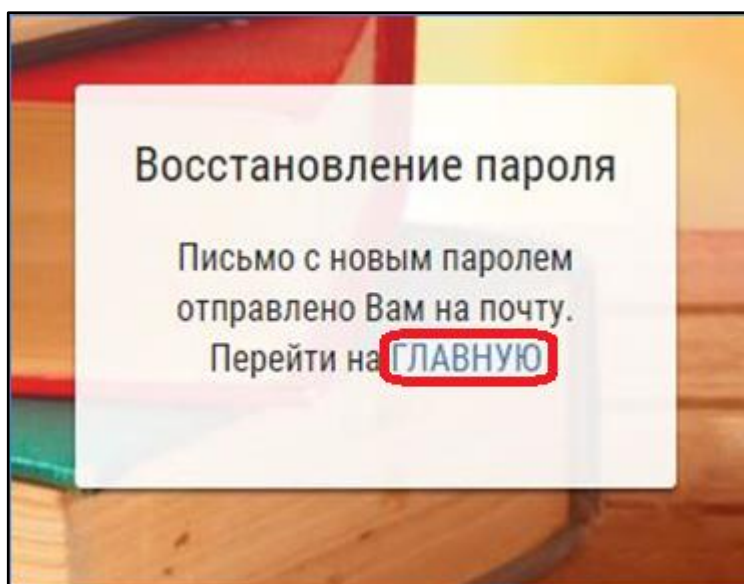 Восстановление пароля
Письмо с новым паролем
отправлено Вам на почту.
Перейти на ГЛАВНУЮ